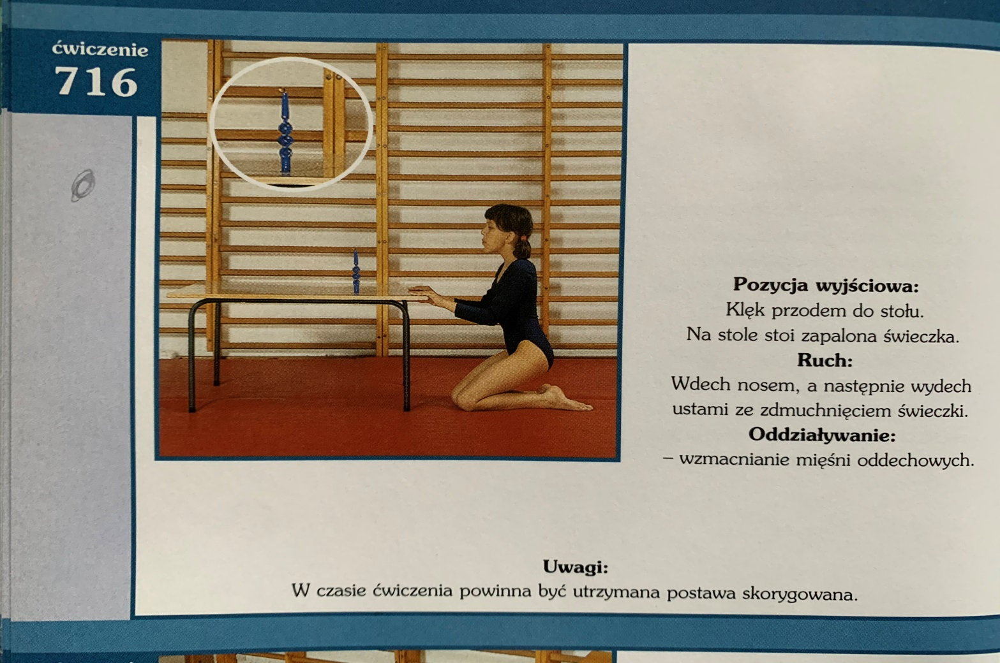 ćwiczenie
716
Pozycja wyjściowa:
Klęk przodem do stołu.
Na stole stoi zapalona świeczka.
Ruch:
Wdech nosem, a następnie wydech
ustami ze zdmuchnięciem świeczki.
Oddziaływanie:
– wzmacnianie mięśni oddechowych.
Uwagi:
W czasie ćwiczenia powinna być utrzymana postawa skorygowana.